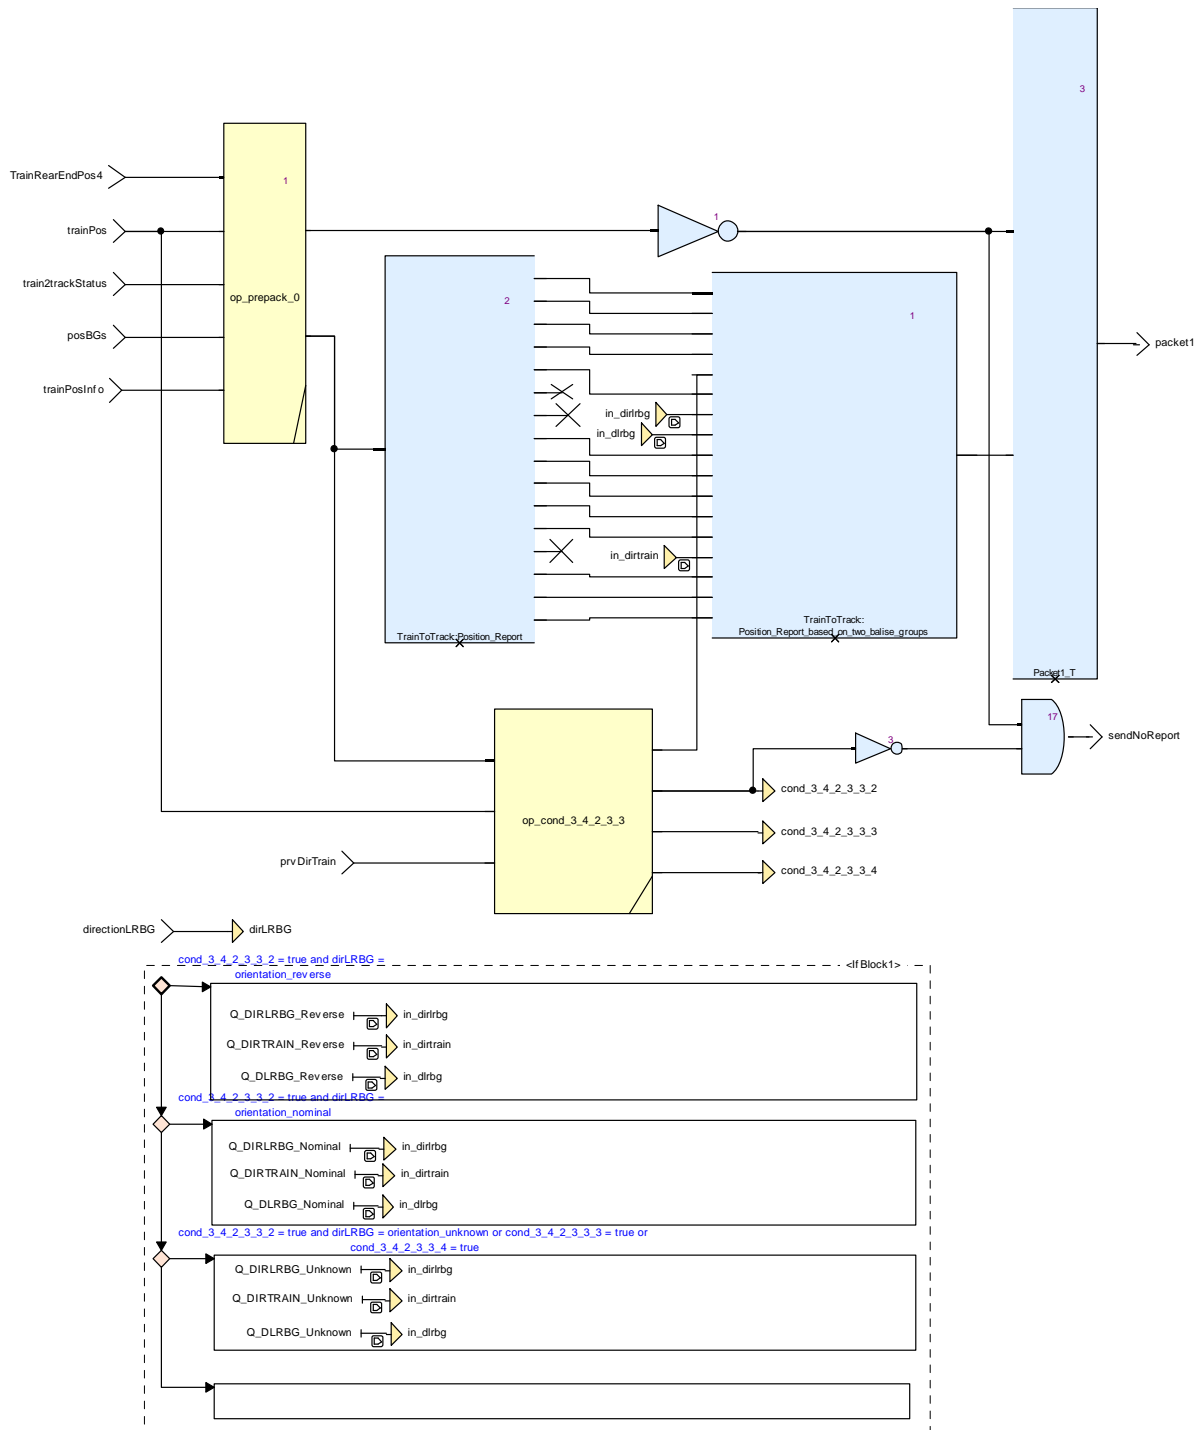 3
TrainRearEndPos4
1
trainPos
1
train2trackStatus
op_prepack_0
2
1
posBGs
packet1
trainPosInfo
in_dirlrbg
in_dlrbg
in_dirtrain
TrainToTrack::Position_Report
TrainToTrack::
Position_Report_based_on_two_balise_groups
Packet1_T
17
sendNoReport
3
cond_3_4_2_3_3_2
op_cond_3_4_2_3_3
cond_3_4_2_3_3_3
prvDirTrain
cond_3_4_2_3_3_4
directionLRBG
dirLRBG
<IfBlock1>
cond_3_4_2_3_3_2 = true and dirLRBG =
orientation_reverse
Q_DIRLRBG_Reverse
in_dirlrbg
Q_DIRTRAIN_Reverse
in_dirtrain
Q_DLRBG_Reverse
in_dlrbg
cond_3_4_2_3_3_2 = true and dirLRBG =
orientation_nominal
Q_DIRLRBG_Nominal
in_dirlrbg
Q_DIRTRAIN_Nominal
in_dirtrain
Q_DLRBG_Nominal
in_dlrbg
cond_3_4_2_3_3_2 = true and dirLRBG = orientation_unknown or cond_3_4_2_3_3_3 = true or
cond_3_4_2_3_3_4 = true
Q_DIRLRBG_Unknown
in_dirlrbg
Q_DIRTRAIN_Unknown
in_dirtrain
Q_DLRBG_Unknown
in_dlrbg